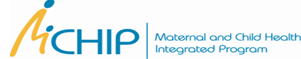 MCHIP
Maternal and Child Health
Integrated Program